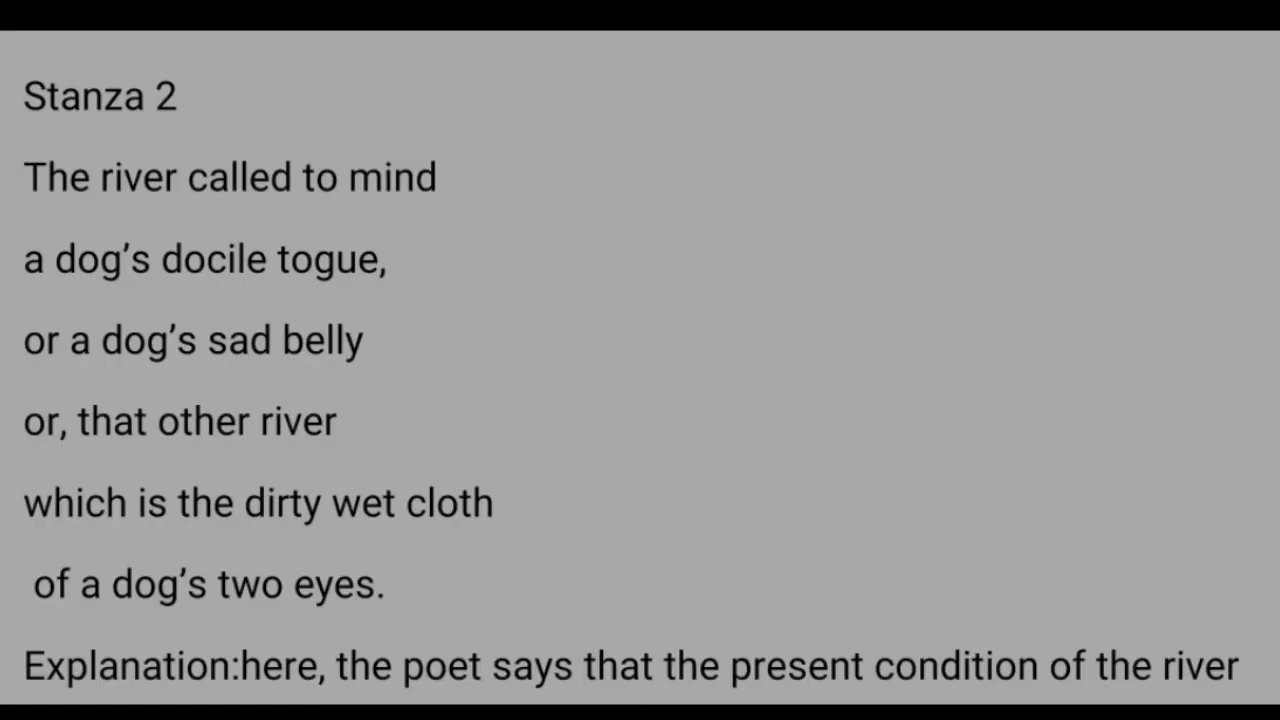 Stanza 2
The river called to mind
a dog’s docile togue,
or a dog’s sad belly
or, that other river
which is the dirty wet cloth
of a dog’s two eyes.
Explanation:here, the poet says that the present condition of the river